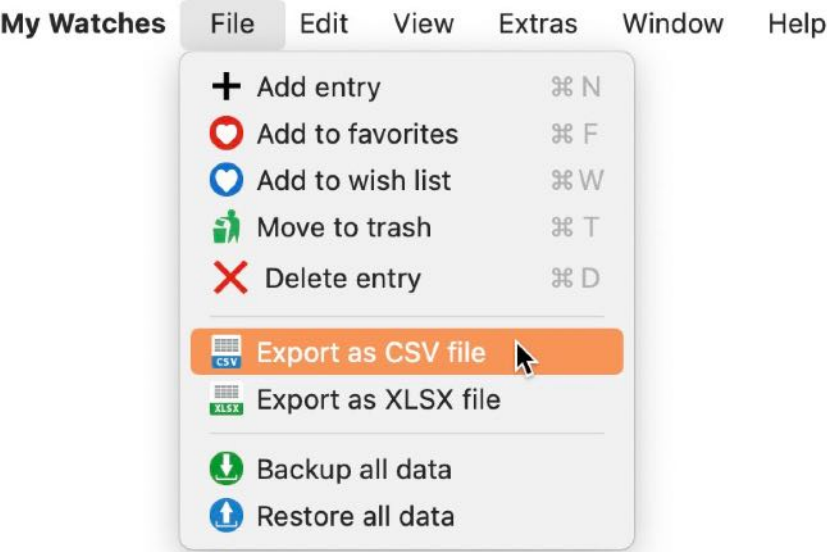 My Watches File Edit View Extras Window Help
Add entry ⌘ N
Add to favorites ⌘ F
Add to wish list ⌘ W
Move to trash ⌘ T
Delete entry ⌘ D
CSV Export as CSV file
XLSX Export as XLSX file
Backup all data
Restore all data